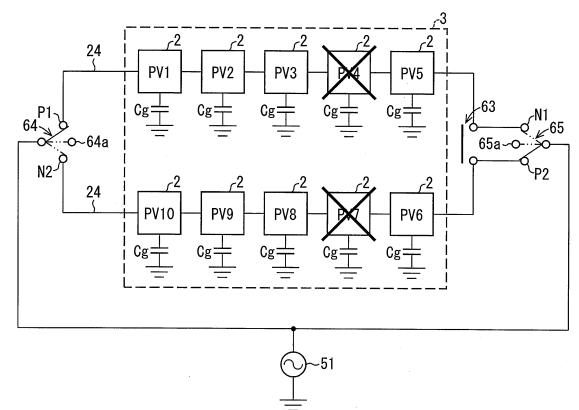 3
2 2 2 2 2
24
PV1 PV2 PV3 PV4 PV5
P1
Cg Cg Cg Cg Cg
63
N1
64
65
64a
65a
N2
P2
24
2 2 2 2 2
PV10 PV9 PV8 PV7 PV6
Cg Cg Cg Cg Cg
51